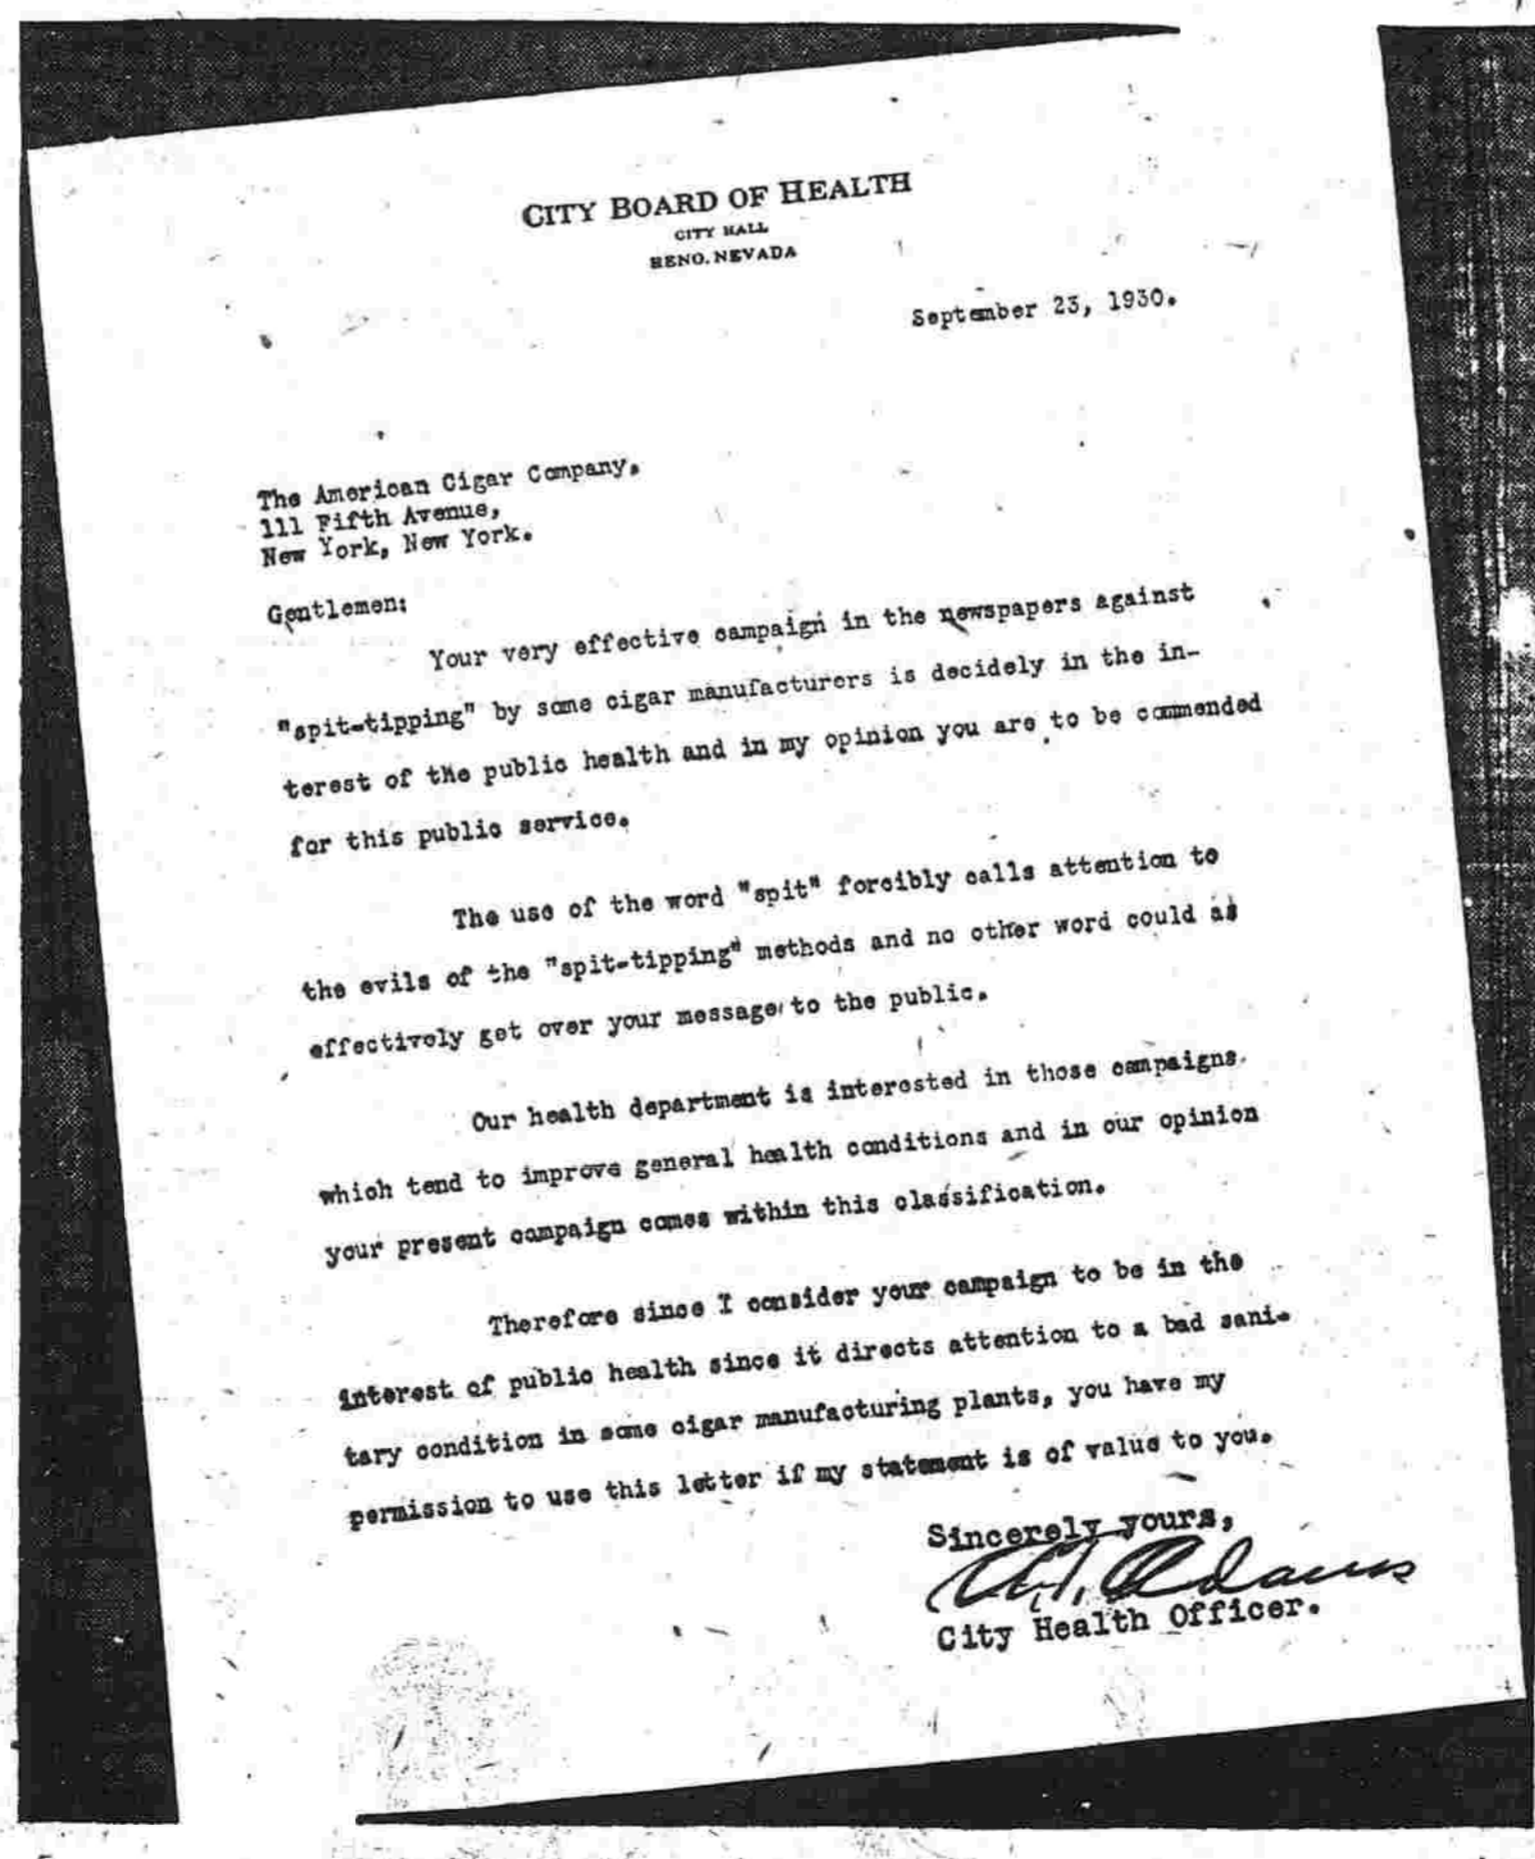 CITY BOARD OF HEALTH
CITY HALL
RENO, NEVADA
September 23, 1930.
The American Cigar Company,
111 Fifth Avenue,
New York, New York.
Gentlemen:
Your very effective campaign in the newspapers against
"spit-tipping" by some cigar manufacturers is decidely in the in-
terest of the public health and in my opinion you are to be commended
for this public service.
The use of the word "spit" forcibly calls attention to
the evils of the "spit-tipping" methods and no other word could as
effectively get over your message to the public.
Our health department is interested in those campaigns
which tend to improve general health conditions and in our opinion
your present campaign comes within this classification.
Therefore since I consider your campaign to be in the
interest of public health since it directs attention to a bad sani-
tary condition in some cigar manufacturing plants, you have my
permission to use this letter if my statement is of value to you.
Sincerely yours,
Adams
City Health Officer.